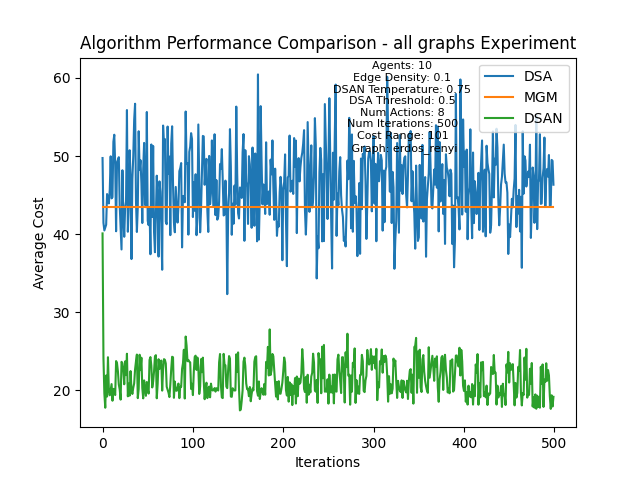 Algorithm Performance Comparison - all graphs Experiment
Agents: 10
Edge Density: 0.1
DSAN Temperature: 0.75
DSA Threshold: 0.5
Num Actions: 8
Num Iterations: 500
Cost Range: 101
Graph: erdos_renyi
DSA
MGM
DSAN
Average Cost
60
50
40
30
20
0
100
200
300
400
500
Iterations